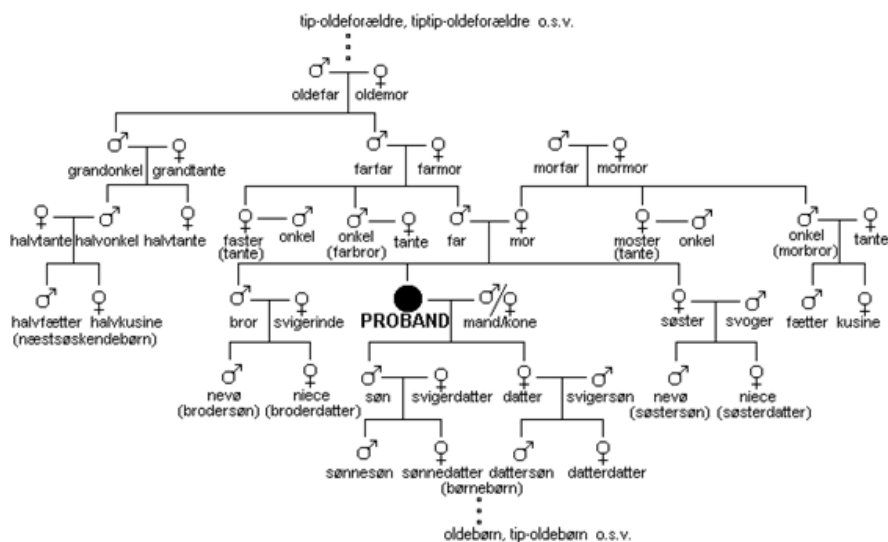 tip-oldeforældre, tiptip-oldeforældre o.s.v.
oldefar oldemor
grandonkel grandtante farfar farmor morfar mormor
halvtante halvonkel halvtante faster (tante) onkel onkel (farbror) tante far mor moster (tante) onkel onkel (morbror) tante
halvfætter halvkusine
(næstsøskendebørn)
bror svigerinde PROBAND mand/kone søster svoger fætter kusine
nevø (brodersøn) niece (broderdatter) søn svigerdatter datter svigersøn nevø (søstersøn) niece (søsterdatter)
sønnesøn sønnedatter dattersøn datterdatter
(børnebørn)
oldebørn, tip-oldebørn o.s.v.